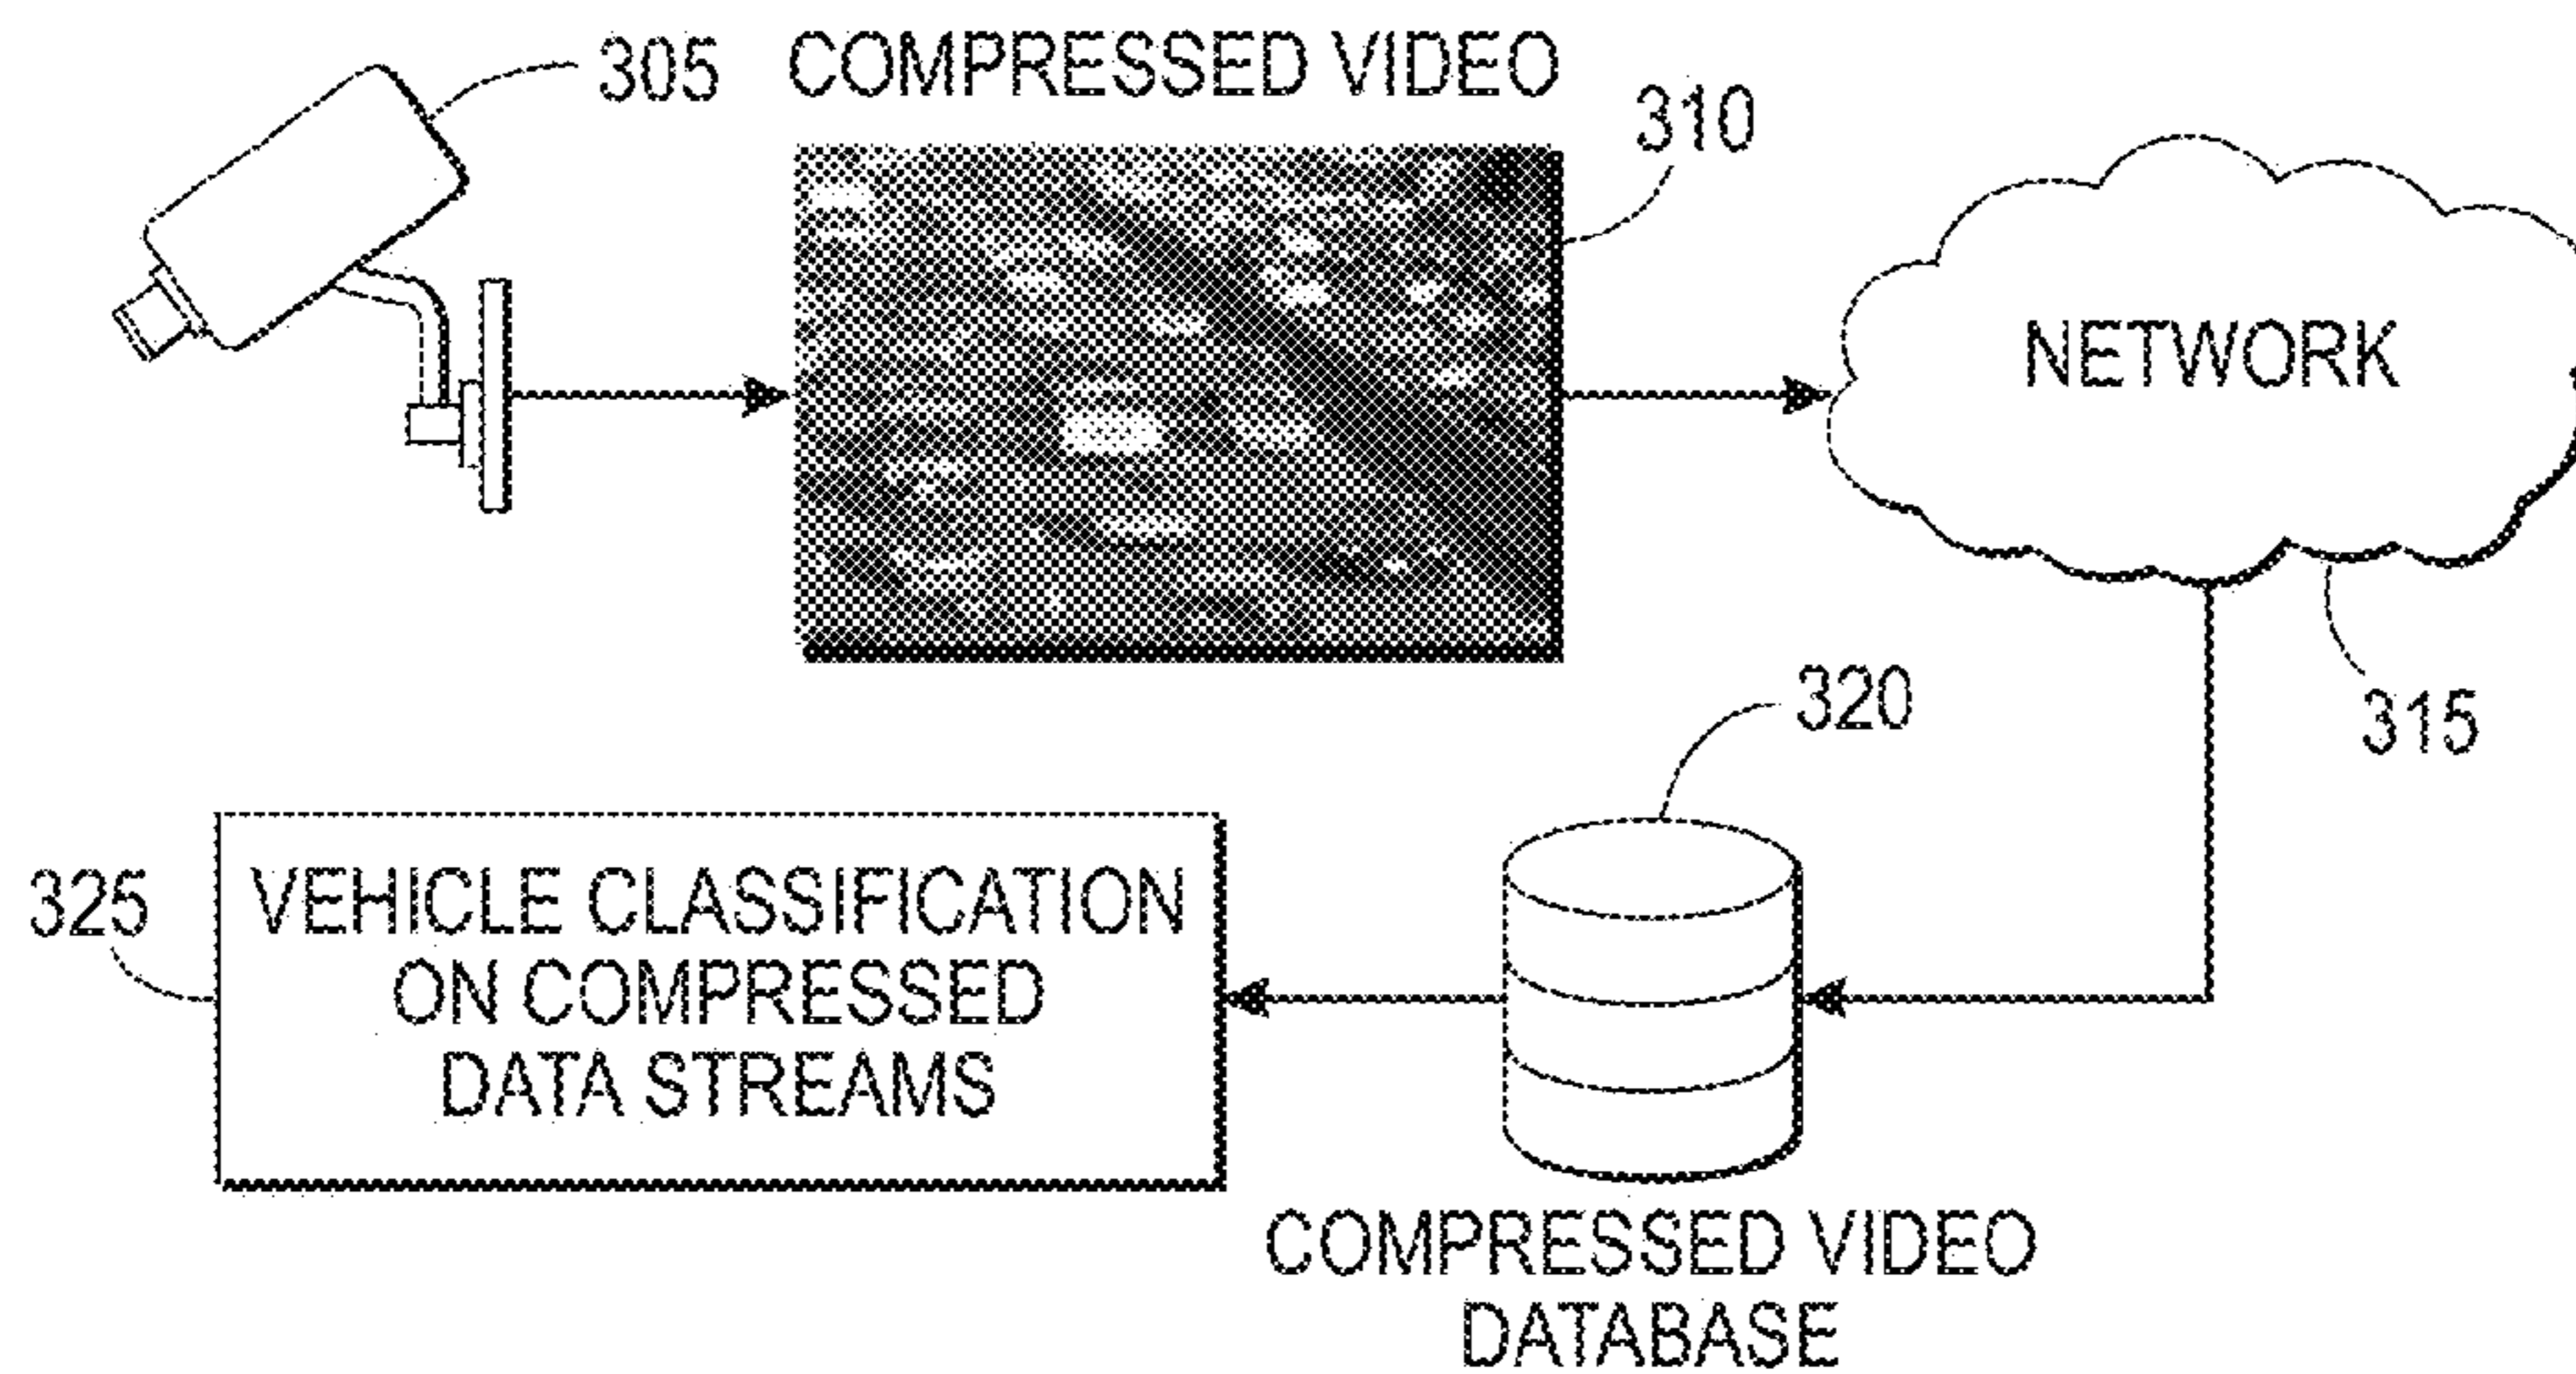 305
COMPRESSED VIDEO
310
NETWORK
315
320
325
VEHICLE CLASSIFICATION
ON COMPRESSED
DATA STREAMS
COMPRESSED VIDEO
DATABASE